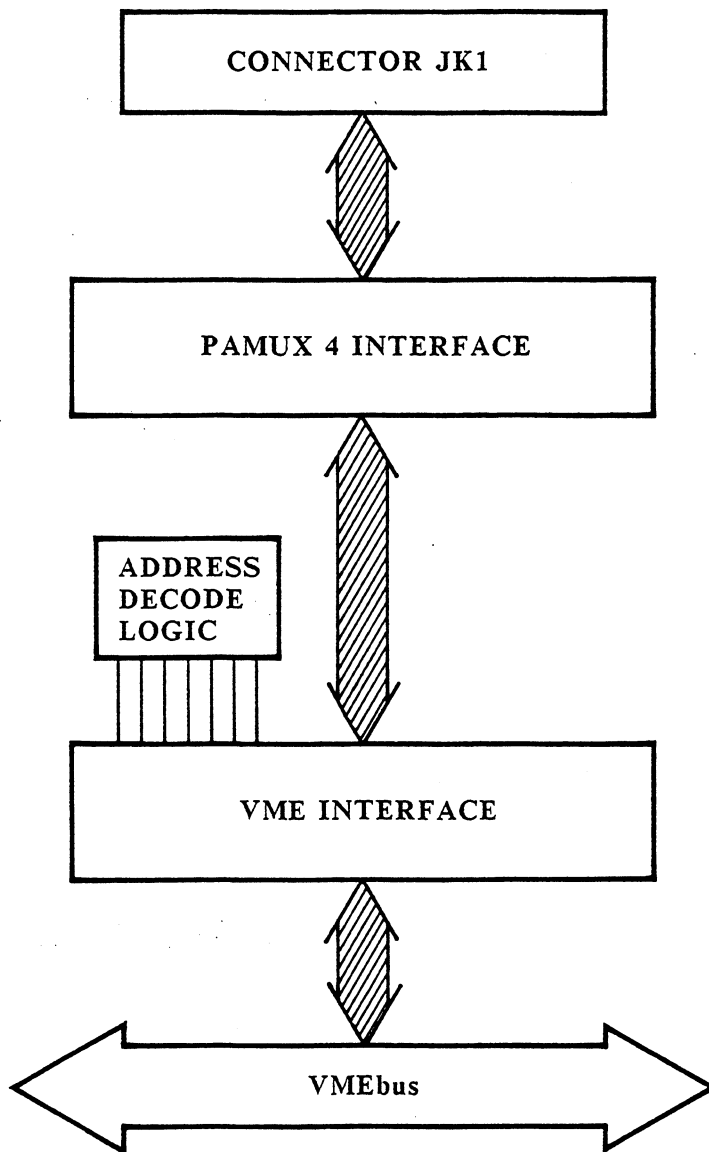 CONNECTOR JK1
PAMUX 4 INTERFACE
ADDRESS
DECODE
LOGIC
VME INTERFACE
VMEbus